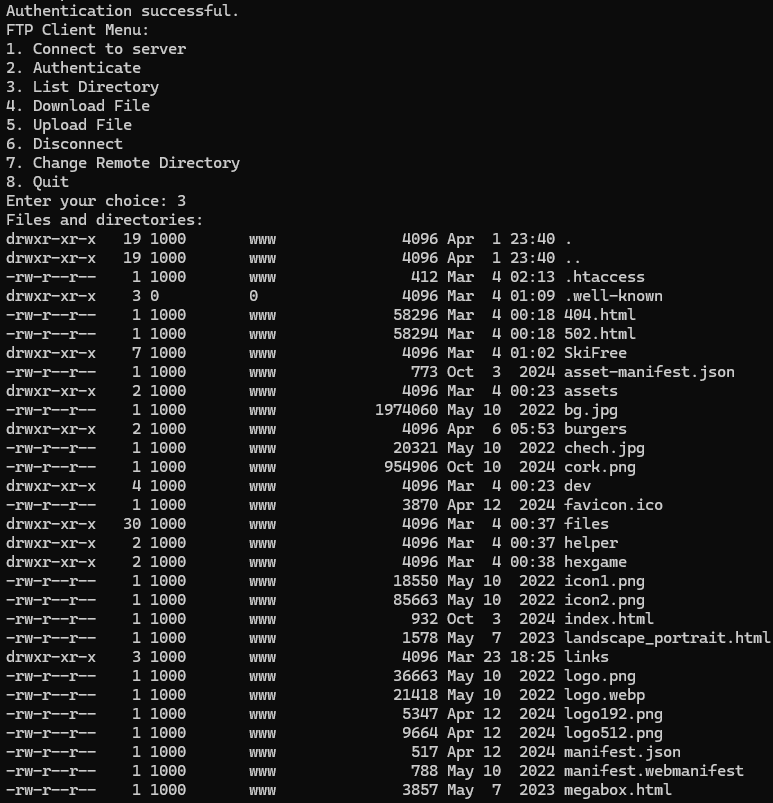 Authentication successful.
FTP Client Menu:
1. Connect to server
2. Authenticate
3. List Directory
4. Download File
5. Upload File
6. Disconnect
7. Change Remote Directory
8. Quit
Enter your choice: 3
Files and directories:
drwxr-xr-x   19 1000       www              4096 Apr  1 23:40 .
drwxr-xr-x   19 1000       www              4096 Apr  1 23:40 ..
-rw-r--r--    1 1000       www               412 Mar  4 02:13 .htaccess
drwxr-xr-x    3 0          0                4096 Mar  4 01:09 .well-known
-rw-r--r--    1 1000       www             58296 Mar  4 00:18 404.html
-rw-r--r--    1 1000       www             58294 Mar  4 00:18 502.html
drwxr-xr-x    7 1000       www              4096 Mar  4 01:02 SkiFree
-rw-r--r--    1 1000       www               773 Oct  3  2024 asset-manifest.json
drwxr-xr-x    2 1000       www              4096 Mar  4 00:23 assets
-rw-r--r--    1 1000       www           1974060 May 10  2022 bg.jpg
drwxr-xr-x    2 1000       www              4096 Apr  6 05:53 burgers
-rw-r--r--    1 1000       www             20321 May 10  2022 chech.jpg
-rw-r--r--    1 1000       www            954906 Oct 10  2024 cork.png
drwxr-xr-x    4 1000       www              4096 Mar  4 00:23 dev
-rw-r--r--    1 1000       www              3870 Apr 12  2024 favicon.ico
drwxr-xr-x   30 1000       www              4096 Mar  4 00:37 files
drwxr-xr-x    2 1000       www              4096 Mar  4 00:37 helper
drwxr-xr-x    2 1000       www              4096 Mar  4 00:38 hexgame
-rw-r--r--    1 1000       www             18550 May 10  2022 icon1.png
-rw-r--r--    1 1000       www             85663 May 10  2022 icon2.png
-rw-r--r--    1 1000       www               932 Oct  3  2024 index.html
-rw-r--r--    1 1000       www              1578 May  7  2023 landscape_portrait.html
drwxr-xr-x    3 1000       www              4096 Mar 23 18:25 links
-rw-r--r--    1 1000       www             36663 May 10  2022 logo.png
-rw-r--r--    1 1000       www             21418 May 10  2022 logo.webp
-rw-r--r--    1 1000       www              5347 Apr 12  2024 logo192.png
-rw-r--r--    1 1000       www              9664 Apr 12  2024 logo512.png
-rw-r--r--    1 1000       www               517 Apr 12  2024 manifest.json
-rw-r--r--    1 1000       www               788 May 10  2022 manifest.webmanifest
-rw-r--r--    1 1000       www              3857 May  7  2023 megabox.html